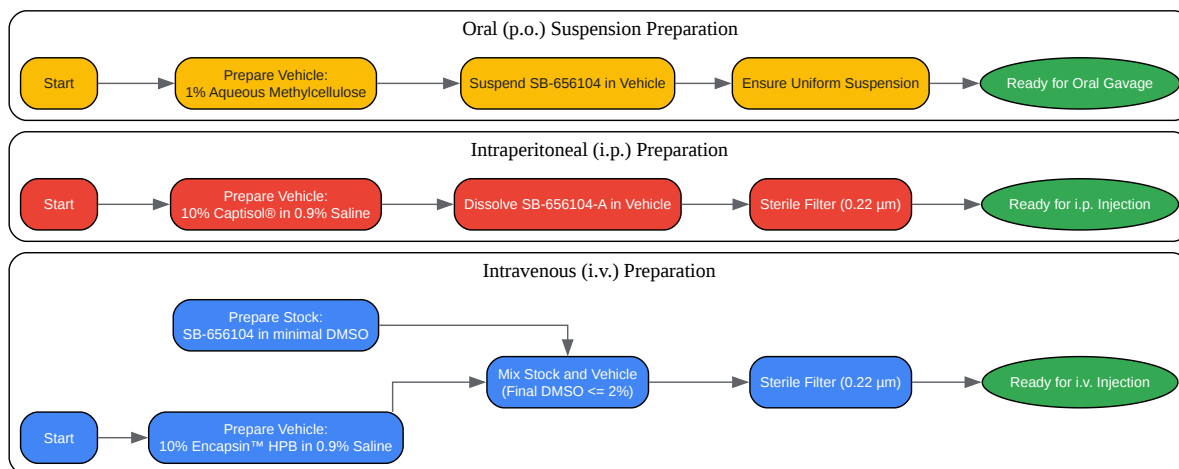 Oral (p.o.) Suspension Preparation
Start
Prepare Vehicle:
1% Aqueous Methylcellulose
Suspend SB-656104 in Vehicle
Ensure Uniform Suspension
Ready for Oral Gavage
Intraperitoneal (i.p.) Preparation
Start
Prepare Vehicle:
10% Captisol® in 0.9% Saline
Dissolve SB-656104-A in Vehicle
Sterile Filter (0.22 µm)
Ready for i.p. Injection
Intravenous (i.v.) Preparation
Prepare Stock:
SB-656104 in minimal DMSO
Start
Prepare Vehicle:
10% Encapsin™ HPB in 0.9% Saline
Mix Stock and Vehicle
(Final DMSO <= 2%)
Sterile Filter (0.22 µm)
Ready for i.v. Injection